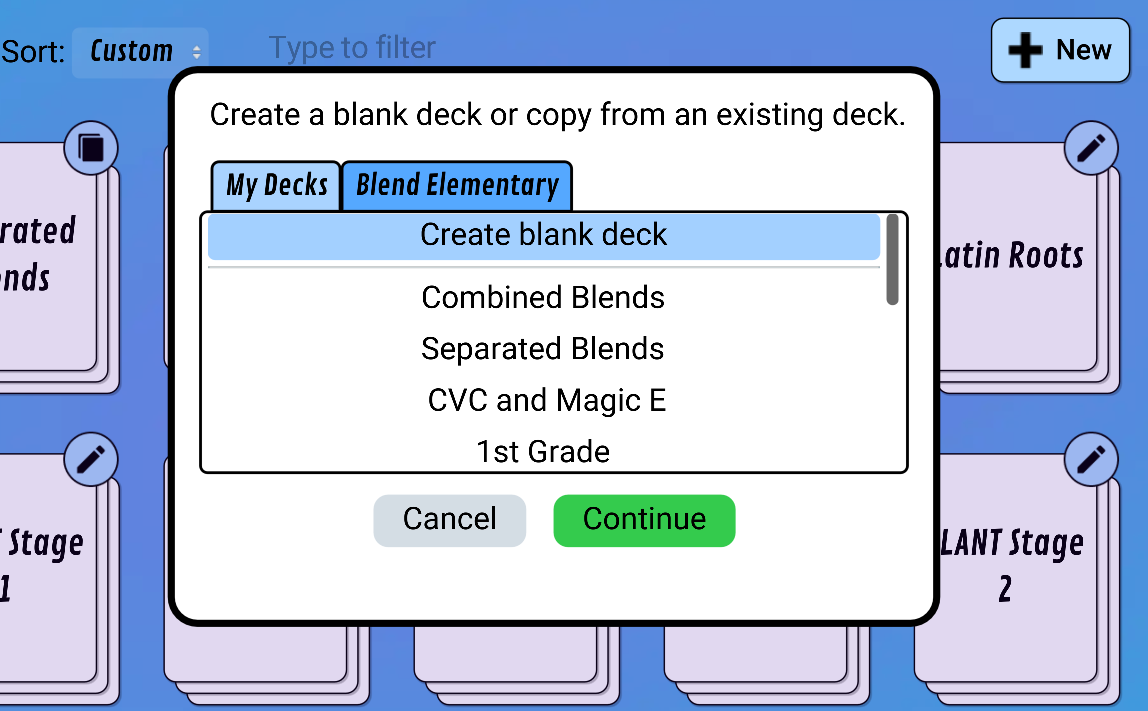 Sort: Custom
Type to filter
New
Create a blank deck or copy from an existing deck.
My Decks
Blend Elementary
Create blank deck
Combined Blends
Separated Blends
CVC and Magic E
1st Grade
Cancel
Continue
rated
nds
atin Roots
Stage
1
LANT Stage
2